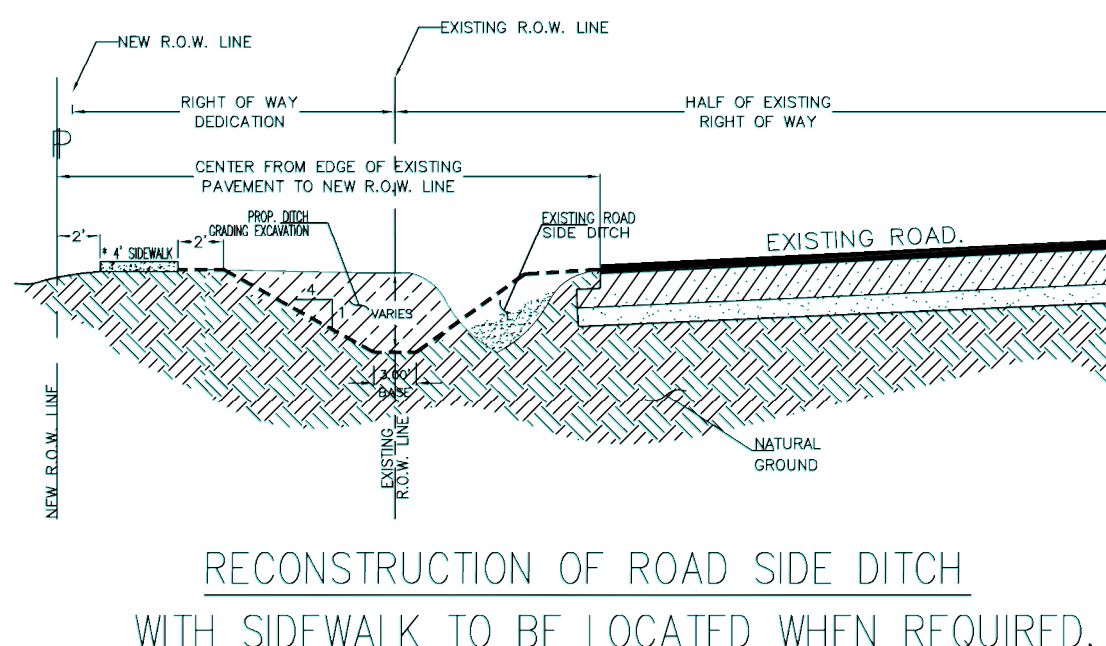 EXISTING R.O.W. LINE
NEW R.O.W. LINE
RIGHT OF WAY
DEDICATION
HALF OF EXISTING
RIGHT OF WAY
CENTER FROM EDGE OF EXISTING
PAVEMENT TO NEW R.O.W. LINE
PROP. DITCH
GRADING EXCAVATION
EXISTING ROAD
SIDE DITCH
2'
* 4' SIDEWALK
2'
EXISTING ROAD.
4
1
VARIES
3.00'
BASE
NEW R.O.W. LINE
EXISTING
R.O.W. LINE
NATURAL
GROUND
RECONSTRUCTION OF ROAD SIDE DITCH
WITH SIDEWALK TO BE LOCATED WHEN REQUIRED.